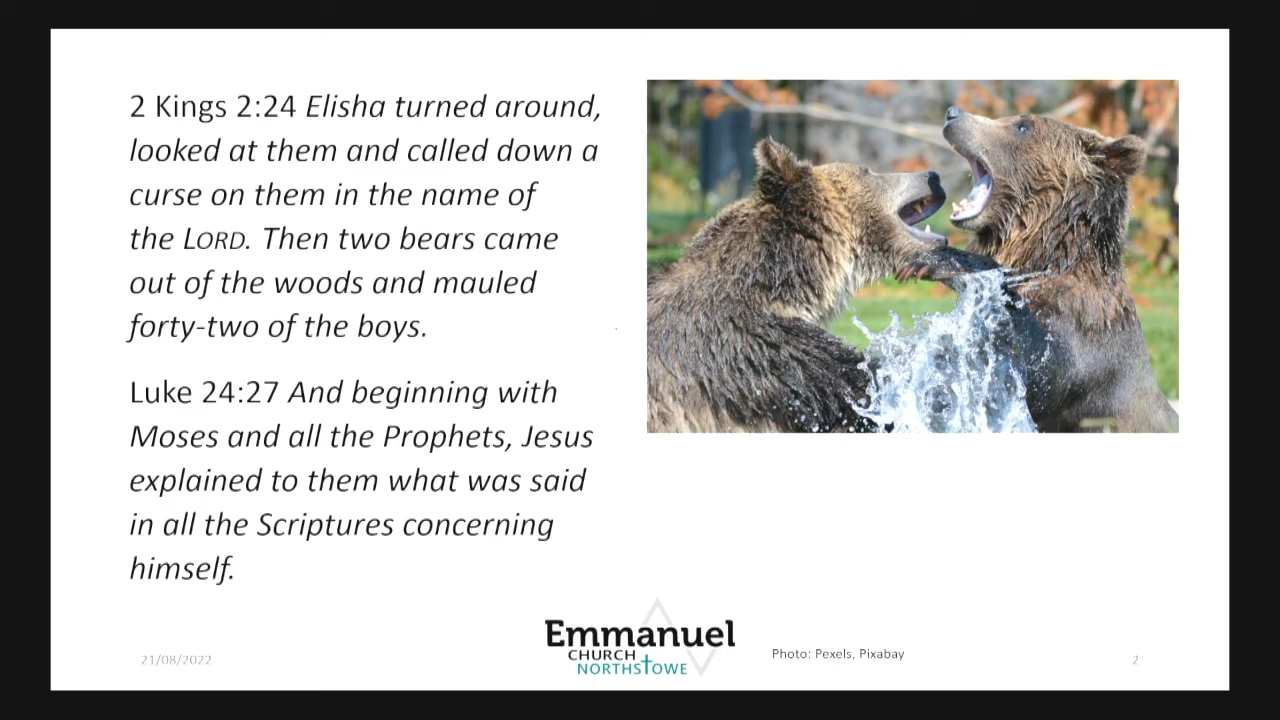 2 Kings 2:24 Elisha turned around,
looked at them and called down a
curse on them in the name of
the LORD. Then two bears came
out of the woods and mauled
forty-two of the boys.
Luke 24:27 And beginning with
Moses and all the Prophets, Jesus
explained to them what was said
in all the Scriptures concerning
himself.
21/08/2022
Emmanuel
CHURCH
NORTHSTOWE
Photo: Pexels, Pixabay
2